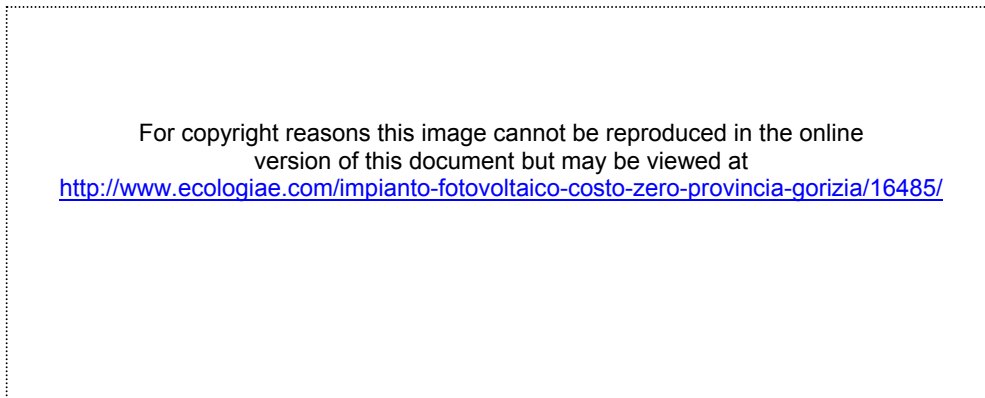 For copyright reasons this image cannot be reproduced in the online
version of this document but may be viewed at
http://www.ecologiae.com/impianto-fotovoltaico-costo-zero-provincia-gorizia/16485/